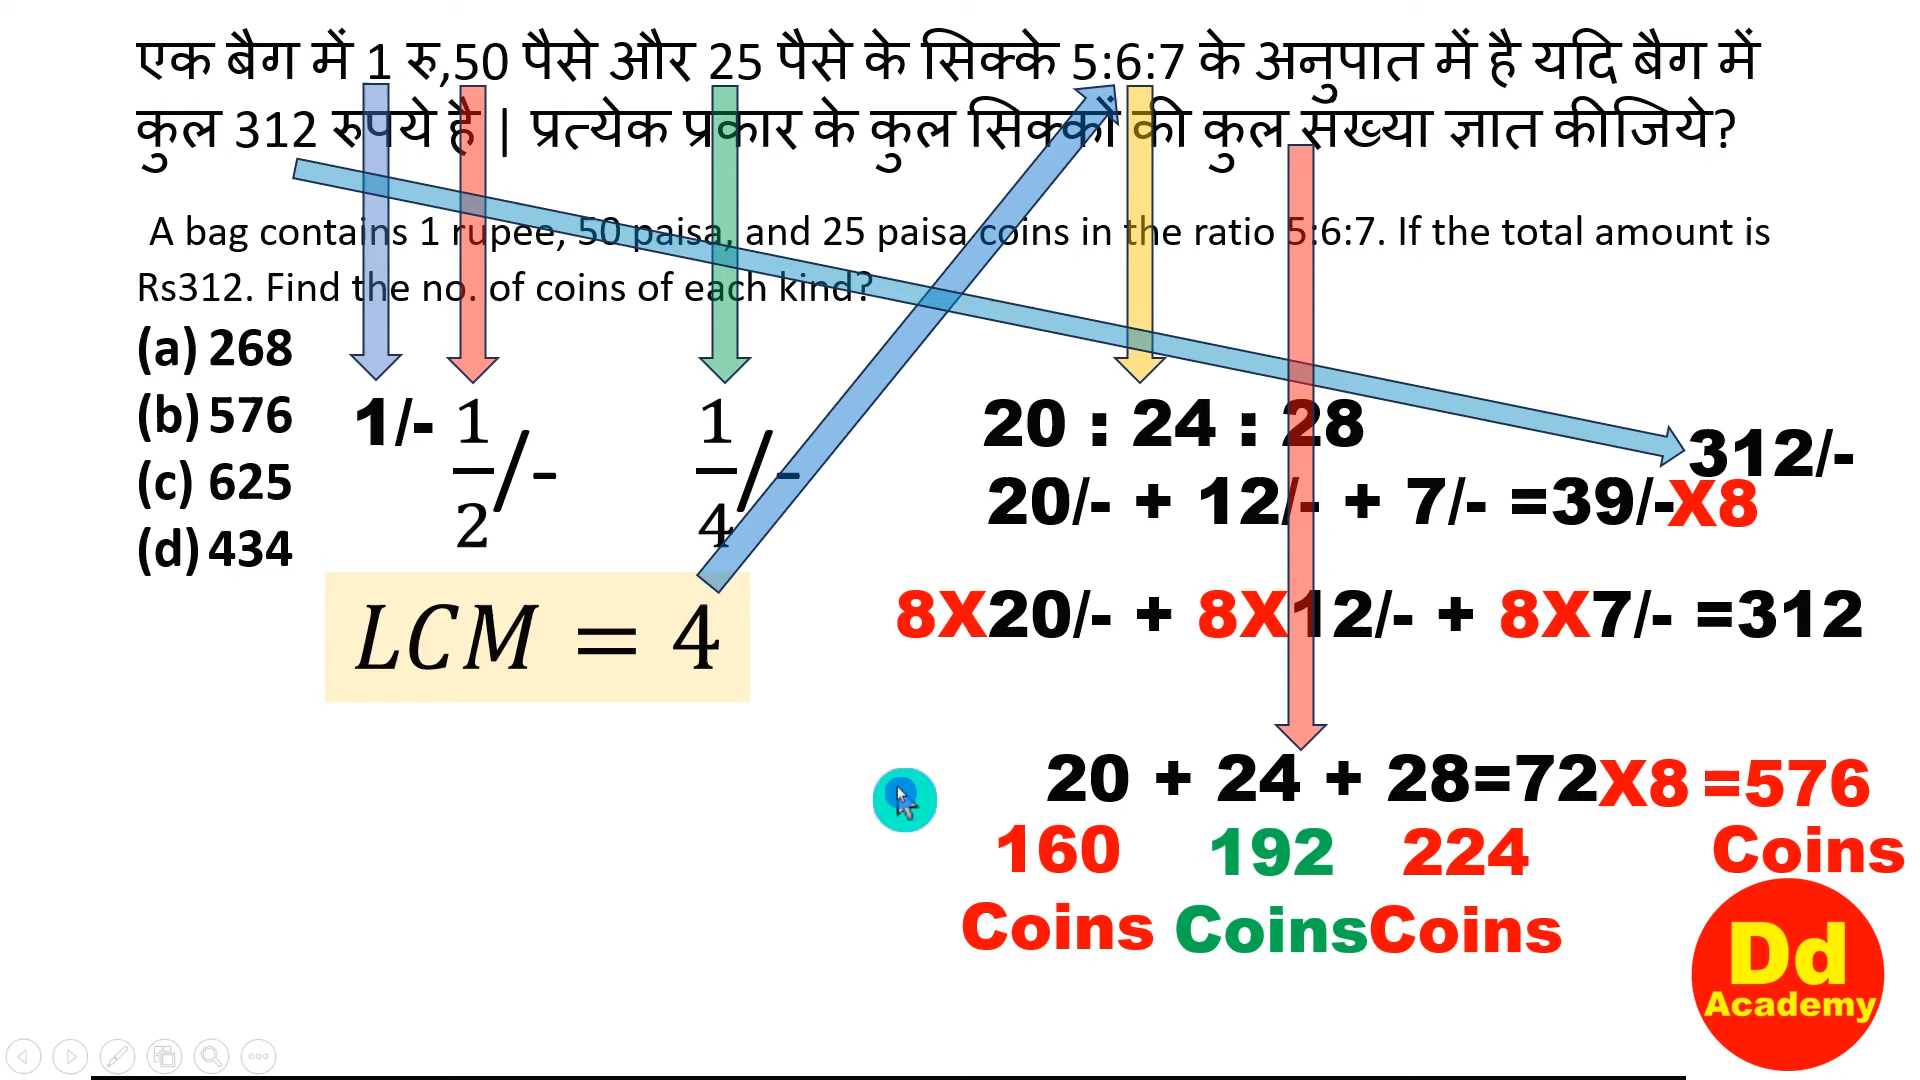 एक बैग में 1 रु,50 पैसे और 25 पैसे के सिक्के 5:6:7 के अनुपात में है यदि बैग में
कुल 312 रुपये है | प्रत्येक प्रकार के कुल सिक्कों की कुल संख्या ज्ञात कीजिये?
A bag contains 1 rupee, 50 paisa, and 25 paisa coins in the ratio 5:6:7. If the total amount is
Rs312. Find the no. of coins of each kind?
(a) 268
(b) 576
(c) 625
(d) 434
1/- 1/2/- 1/4/-
LCM = 4
20 : 24 : 28
312/-
20/- + 12/- + 7/- =39/-X8
8X20/- + 8X12/- + 8X7/- =312
20 + 24 + 28=72X8 =576
160 192 224 Coins
Coins Coins Coins
Dd
Academy